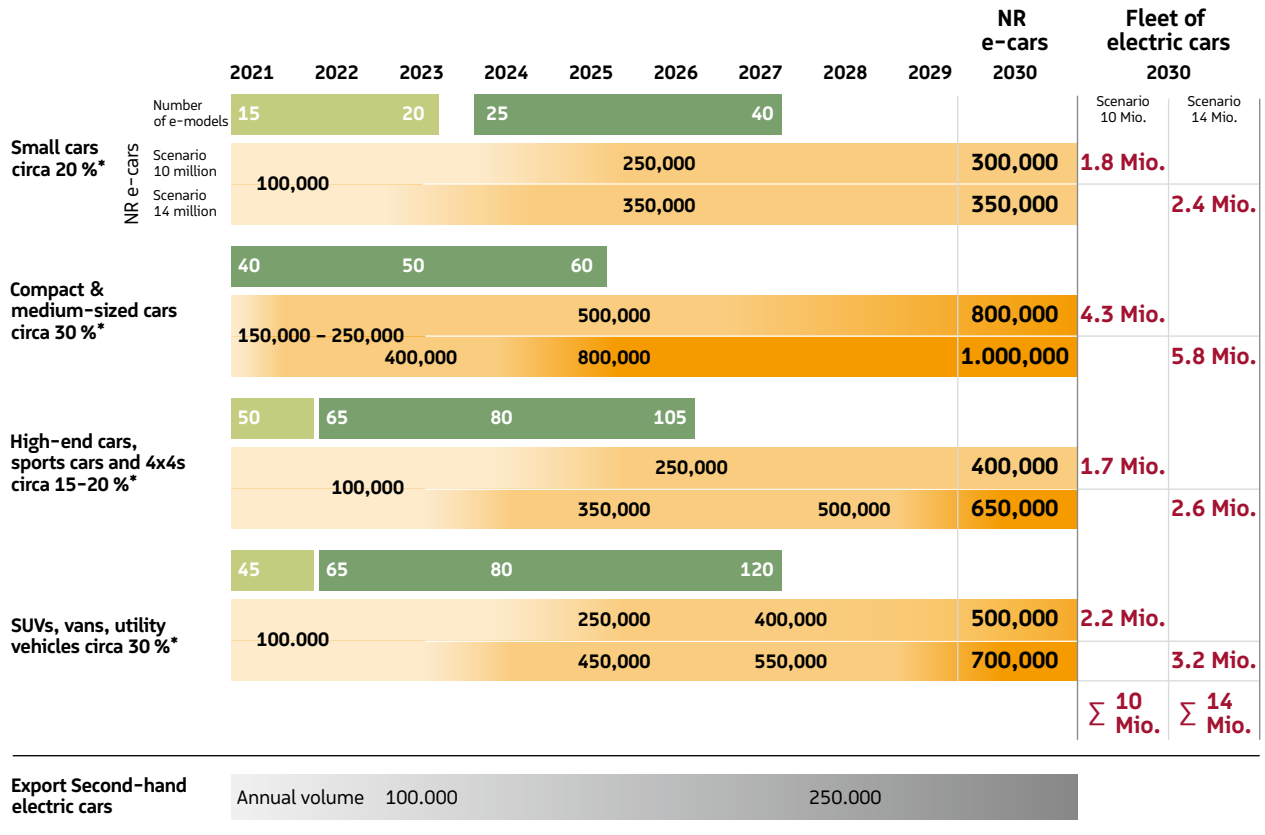 NR
e-cars
Fleet of
electric cars
2021 2022 2023 2024 2025 2026 2027 2028 2029 2030 2030
Number
of e-models
15 20 25 40
Scenario
10 Mio.
Scenario
14 Mio.
Small cars
circa 20 %*
NR e-cars
Scenario
10 million
Scenario
14 million
100,000
250,000 300,000 1.8 Mio.
350,000 350,000 2.4 Mio.
40 50 60
Compact &
medium-sized cars
circa 30 %*
150,000 – 250,000
500,000 800,000 4.3 Mio.
400,000 800,000 1.000,000 5.8 Mio.
50 65 80 105
High-end cars,
sports cars and 4x4s
circa 15-20 %*
100,000
250,000 400,000 1.7 Mio.
350,000 500,000 650,000 2.6 Mio.
45 65 80 120
SUVs, vans, utility
vehicles circa 30 %*
100.000
250,000 400,000 500,000 2.2 Mio.
450,000 550,000 700,000 3.2 Mio.
∑ 10
Mio.
∑ 14
Mio.
Export Second-hand
electric cars
Annual volume 100.000 250.000